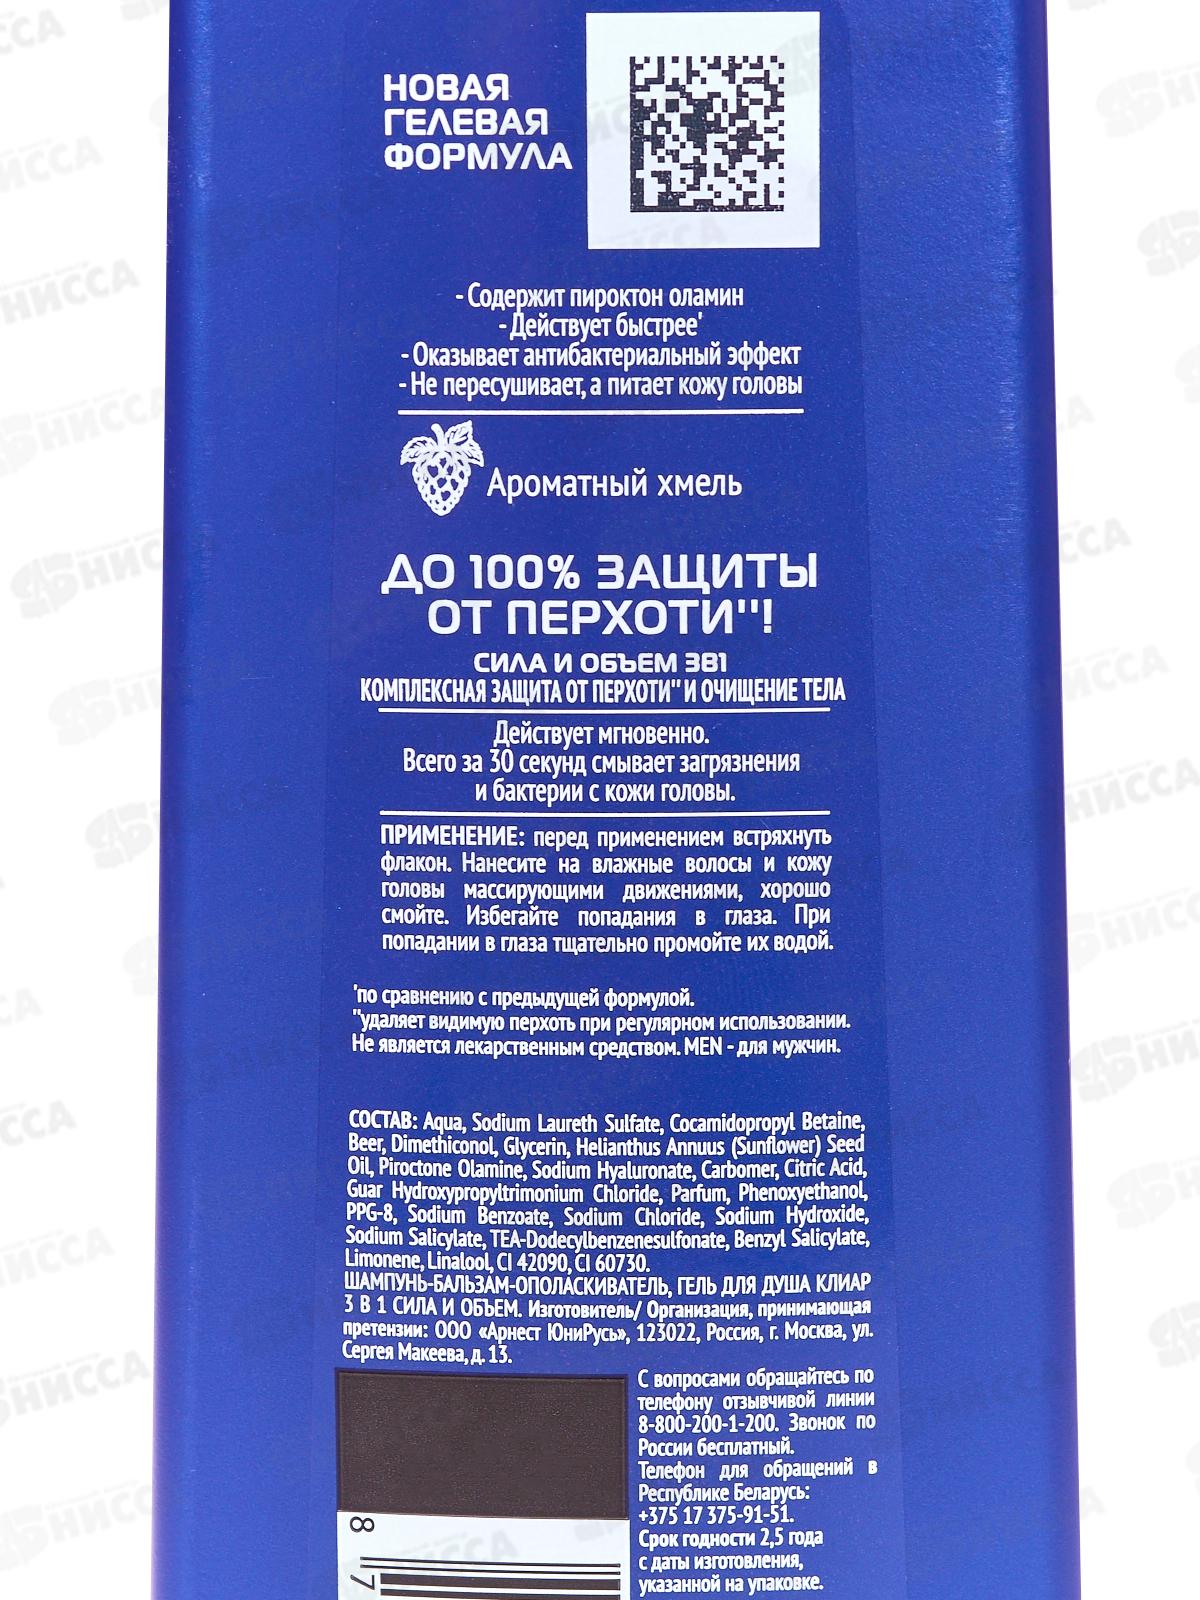 НОВАЯ
ГЕЛЕВАЯ
ФОРМУЛА
- Содержит пироктон оламин
- Действует быстрее'
- Оказывает антибактериальный эффект
- Не пересушивает, а питает кожу головы
Ароматный хмель
ДО 100% ЗАЩИТЫ
ОТ ПЕРХОТИ''!
СИЛА И ОБЪЕМ 3В1
КОМПЛЕКСНАЯ ЗАЩИТА ОТ ПЕРХОТИ'' И ОЧИЩЕНИЕ ТЕЛА
Действует мгновенно.
Всего за 30 секунд смывает загрязнения
и бактерии с кожи головы.
ПРИМЕНЕНИЕ: перед применением встряхнуть
флакон. Нанесите на влажные волосы и кожу
головы массирующими движениями, хорошо
смойте. Избегайте попадания в глаза. При
попадании в глаза тщательно промойте их водой.
'по сравнению с предыдущей формулой.
''удаляет видимую перхоть при регулярном использовании.
Не является лекарственным средством. MEN - для мужчин.
СОСТАВ: Aqua, Sodium Laureth Sulfate, Cocamidopropyl Betaine,
Beer, Dimethiconol, Glycerin, Helianthus Annuus (Sunflower) Seed
Oil, Piroctone Olamine, Sodium Hyaluronate, Carbomer, Citric Acid,
Guar Hydroxypropyltrimonium Chloride, Parfum, Phenoxyethanol,
PPG-8, Sodium Benzoate, Sodium Chloride, Sodium Hydroxide,
Sodium Salicylate, TEA-Dodecylbenzenesulfonate, Benzyl Salicylate,
Limonene, Linalool, CI 42090, CI 60730.
ШАМПУНЬ-БАЛЬЗАМ-ОПОЛАСКИВАТЕЛЬ, ГЕЛЬ ДЛЯ ДУША КЛИАР
3 В 1 СИЛА И ОБЪЕМ. Изготовитель/ Организация, принимающая
претензии: ООО «Арнест ЮниРусь», 123022, Россия, г. Москва, ул.
Сергея Макеева, д. 13.
С вопросами обращайтесь по
телефону отзывчивой линии
8-800-200-1-200. Звонок по
России бесплатный.
Телефон для обращений в
Республике Беларусь:
+375 17 375-91-51.
Срок годности 2,5 года
с даты изготовления,
указанной на упаковке.
8
7
НИССА